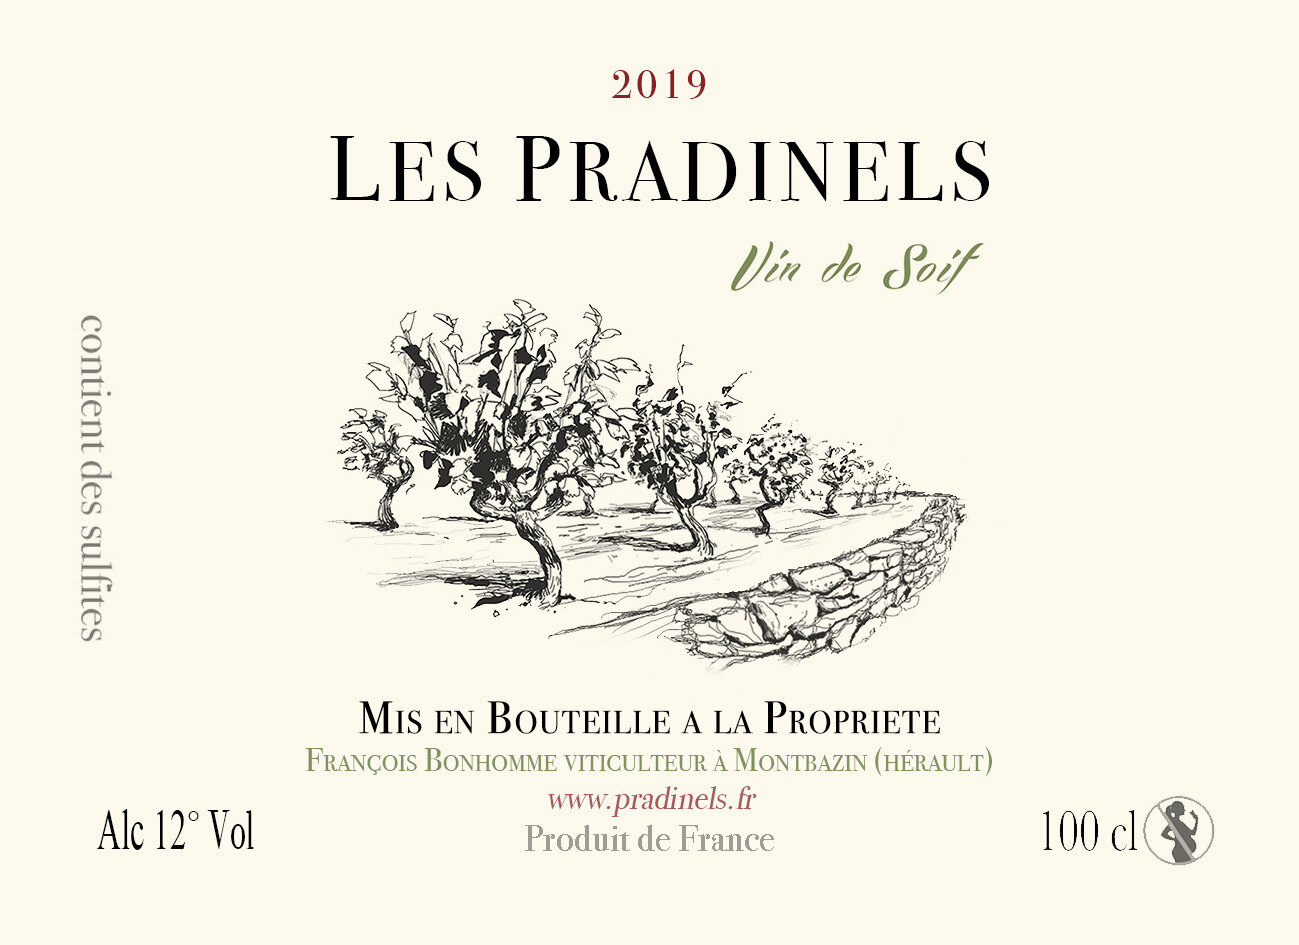 2019
LES PRADINELS
Vin de Soif
contient des sulfites
MIS EN BOUTEILLE A LA PROPRIETE
FRANÇOIS BONHOMME VITICULTEUR À MONTBAZIN (HÉRAULT)
www.pradinels.fr
Alc 12° Vol
Produit de France
100 cl